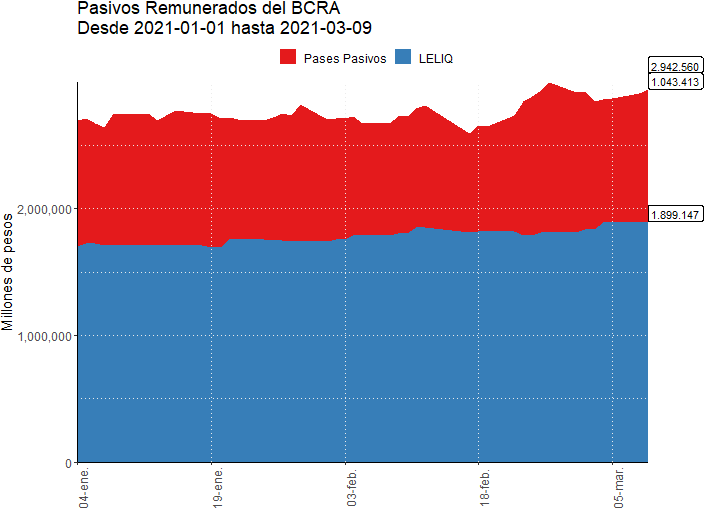 Pasivos Remunerados del BCRA
Desde 2021-01-01 hasta 2021-03-09
Pases Pasivos LELIQ
2.942.560
1.043.413
1.899.147
Millones de pesos
2,000,000
1,000,000
0
04-ene.
19-ene.
03-feb.
18-feb.
05-mar.